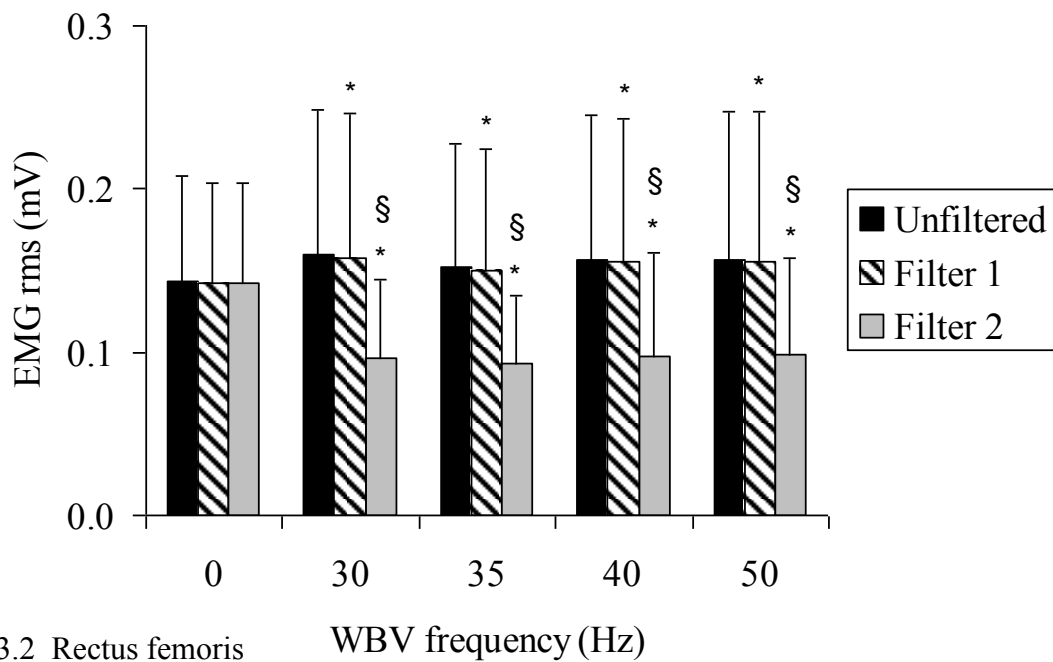 0.3
0.2
0.1
0.0
EMG rms (mV)
* * * *
§ § § §
* * * *
Unfiltered
Filter 1
Filter 2
0 30 35 40 50
3.2 Rectus femoris WBV frequency (Hz)